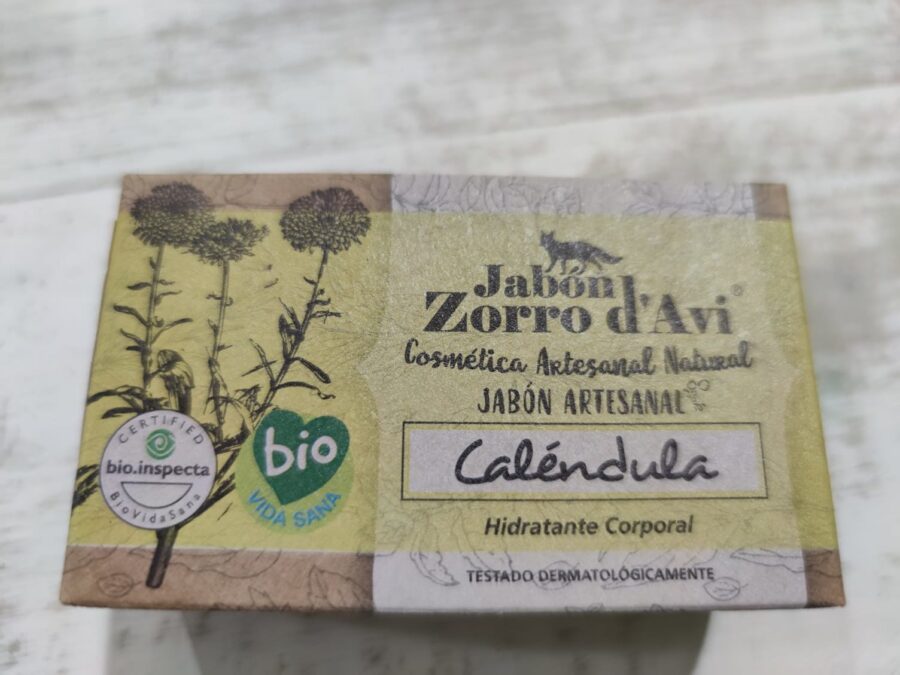 Jabón
Zorro d'Avi®
Cosmética Artesanal Natural
JABÓN ARTESANAL
Caléndula
Hidratante Corporal
TESTADO DERMATOLÓGICAMENTE
CERTIFIED
bio.inspecta
BioVidaSana
bio
VIDA SANA